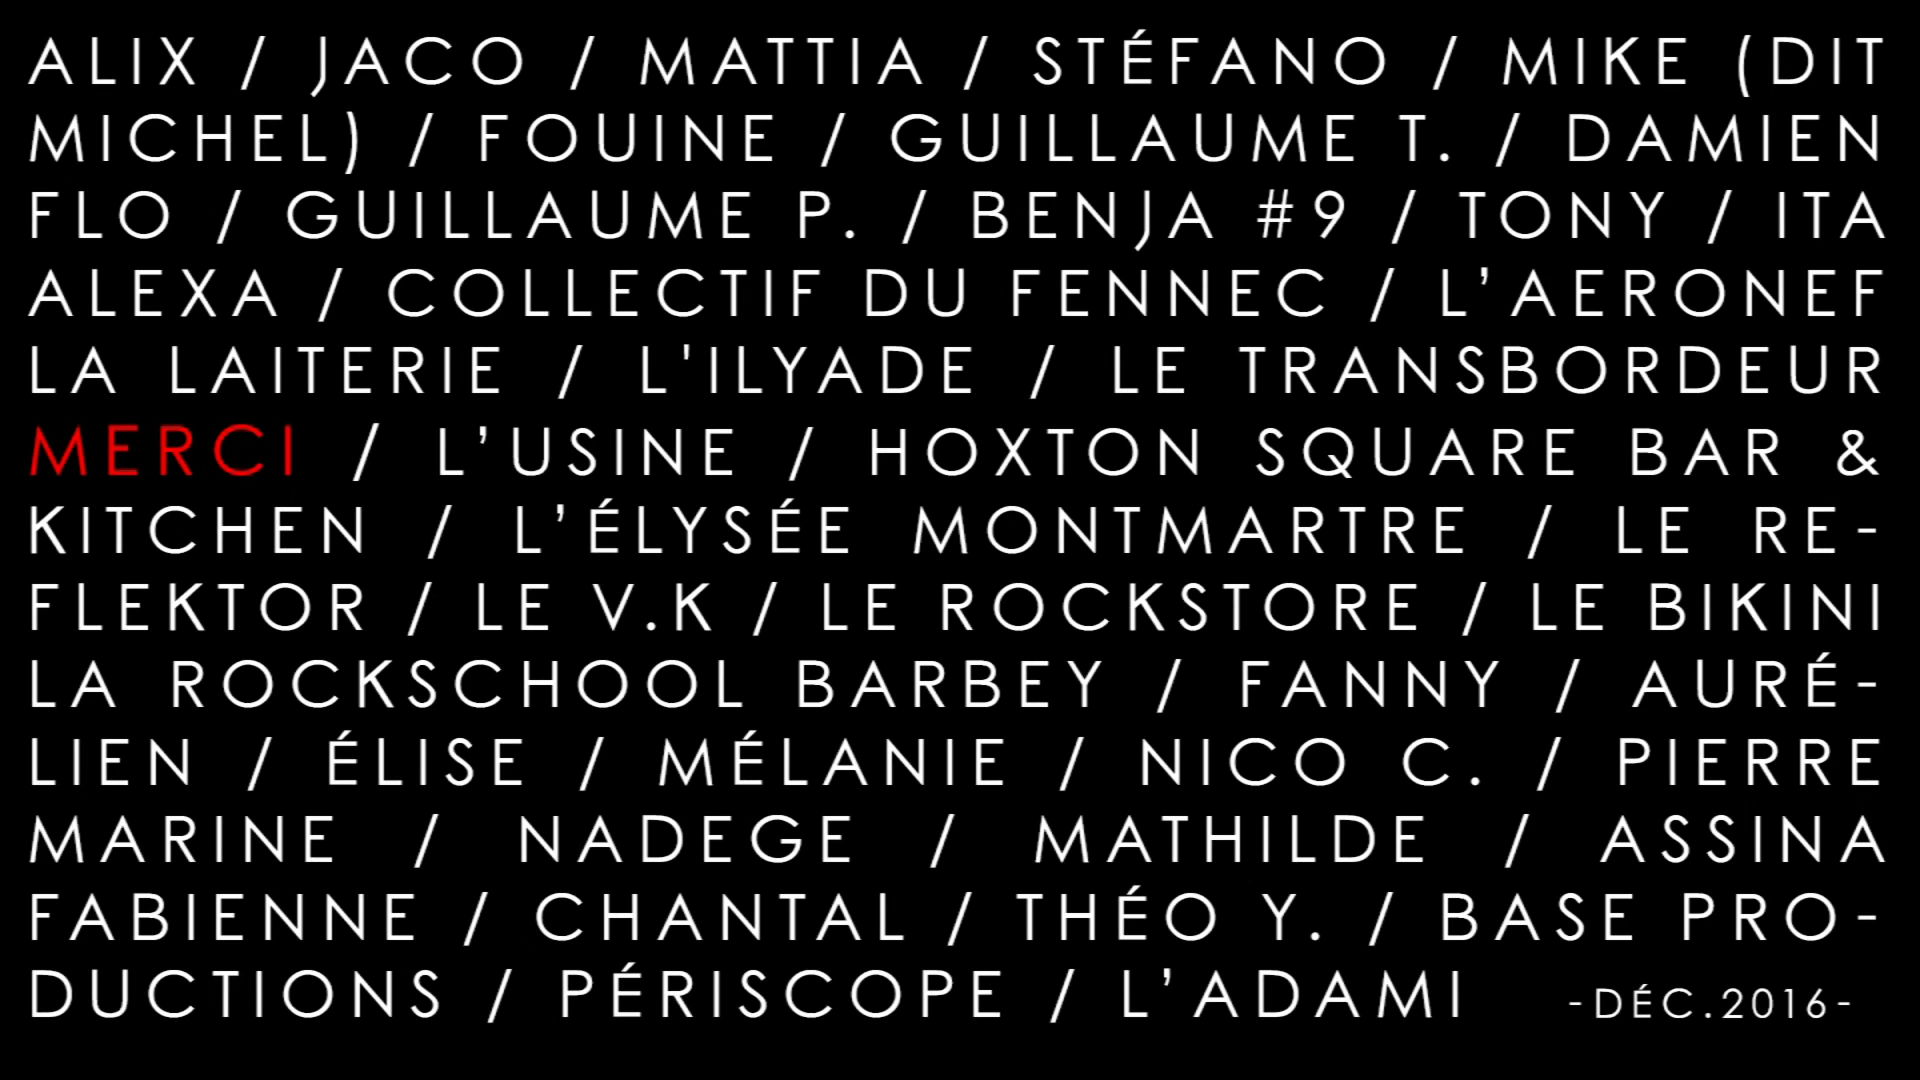 ALIX / JACO / MATTIA / STÉFANO / MIKE (DIT
MICHEL) / FOUINE / GUILLAUME T. / DAMIEN
FLO / GUILLAUME P. / BENJA #9 / TONY / ITA
ALEXA / COLLECTIF DU FENNEC / L’AERONEF
LA LAITERIE / L'ILYADE / LE TRANSBORDEUR
MERCI / L’USINE / HOXTON SQUARE BAR &
KITCHEN / L’ÉLYSÉE MONTMARTRE / LE RE-
FLEKTOR / LE V.K / LE ROCKSTORE / LE BIKINI
LA ROCKSCHOOL BARBEY / FANNY / AURÉ-
LIEN / ÉLISE / MÉLANIE / NICO C. / PIERRE
MARINE / NADEGE / MATHILDE / ASSINA
FABIENNE / CHANTAL / THÉO Y. / BASE PRO-
DUCTIONS / PÉRISCOPE / L’ADAMI -DÉC.2016-